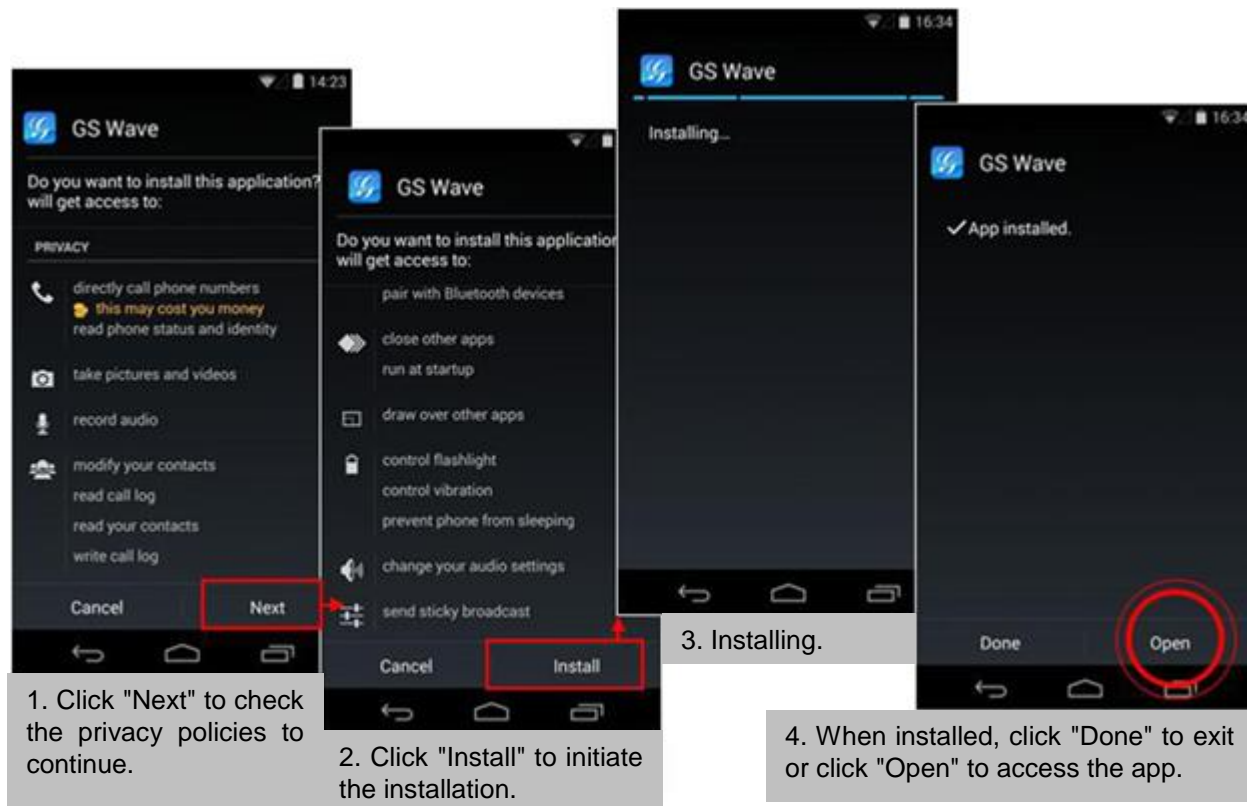 14:23
GS Wave
Do you want to install this application?
will get access to:
PRIVACY
directly call phone numbers
this may cost you money
read phone status and identity
take pictures and videos
record audio
modify your contacts
read call log
read your contacts
write call log
Cancel Next
1. Click "Next" to check
the privacy policies to
continue.
GS Wave
Do you want to install this application
will get access to:
pair with Bluetooth devices
close other apps
run at startup
draw over other apps
control flashlight
control vibration
prevent phone from sleeping
change your audio settings
send sticky broadcast
Cancel Install
2. Click "Install" to initiate
the installation.
16:34
GS Wave
Installing...
3. Installing.
16:34
GS Wave
App installed.
Done Open
4. When installed, click "Done" to exit
or click "Open" to access the app.